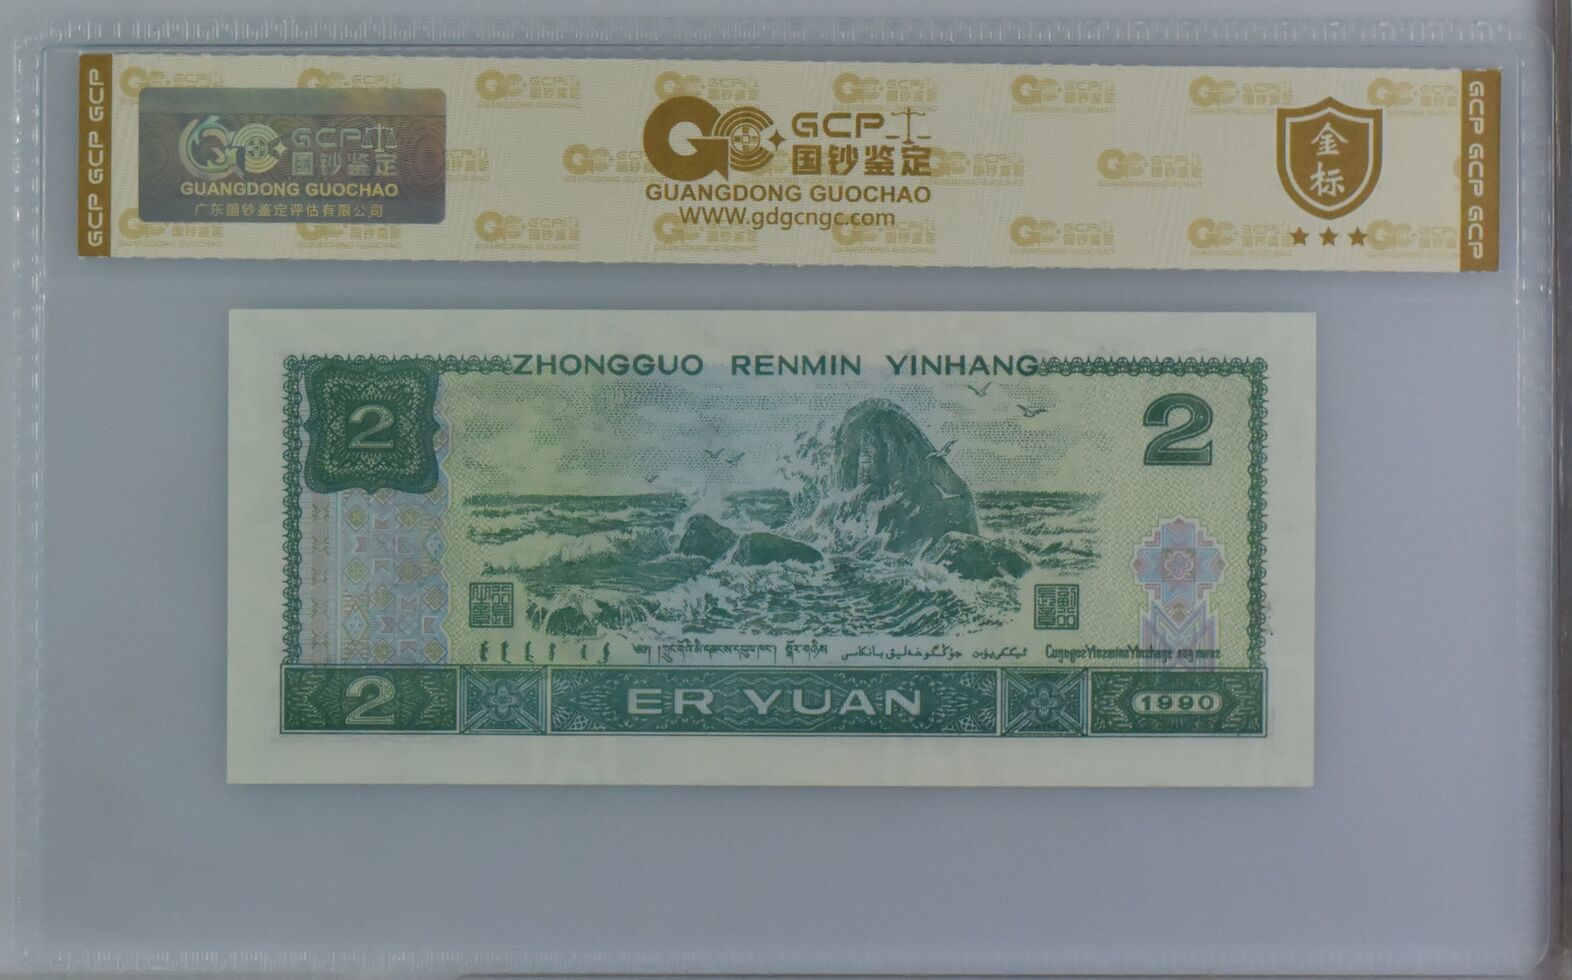 GCP GCP GCP
GCP
国钞鉴定
GUANGDONG GUOCHAO
广东国钞鉴定评估有限公司
GCP
国钞鉴定
GUANGDONG GUOCHAO
WWW.gdgcngc.com
金标
GCP GCP GCP
ZHONGGUO RENMIN YINHANG
2
2
2
ER YUAN
1990